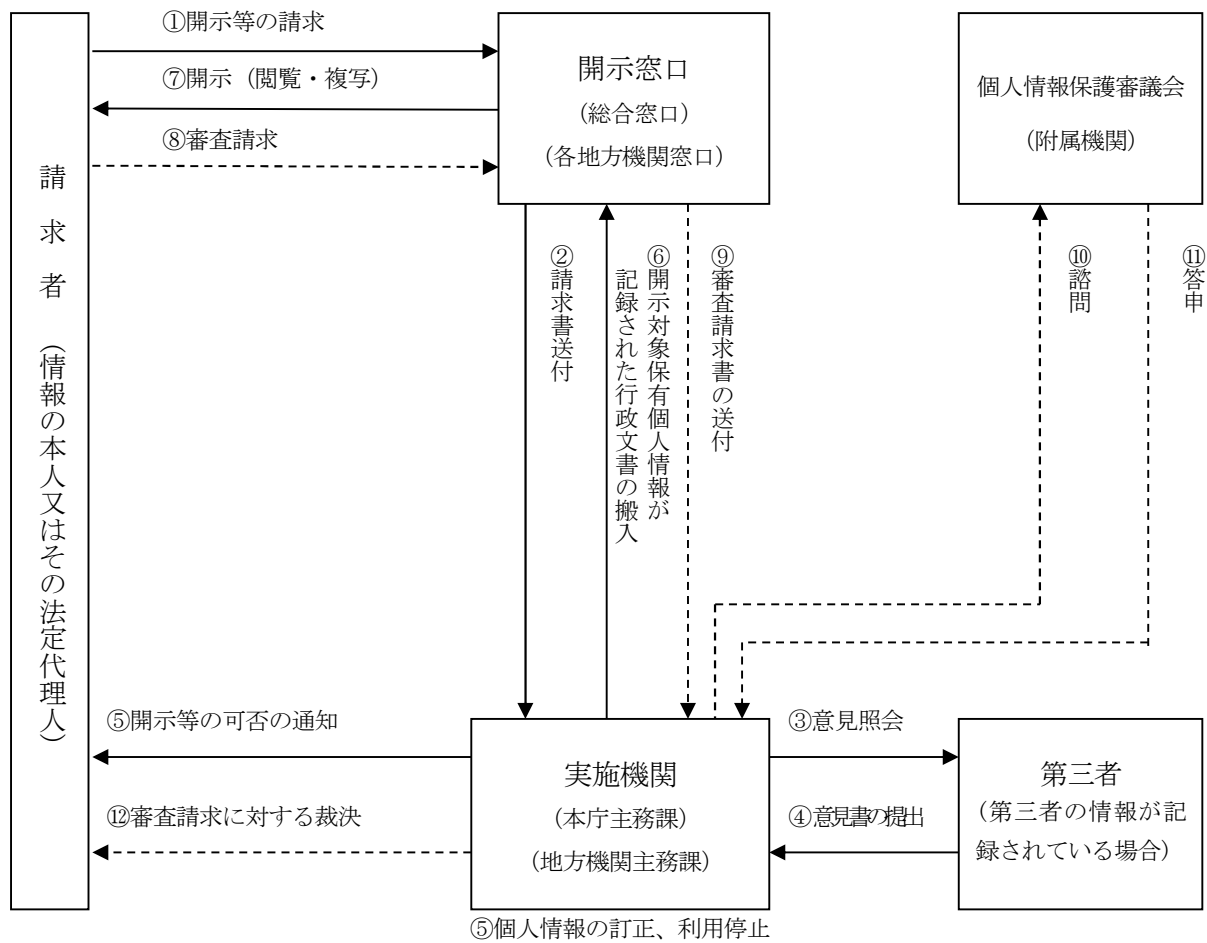 ①開示等の請求
⑦開示（閲覧・複写）
⑧審査請求
請求者（情報の本人又はその法定代理人）
開示窓口
（総合窓口）
（各地方機関窓口）
個人情報保護審議会
（附属機関）
②請求書送付
⑥開示対象保有個人情報が
記録された行政文書の搬入
⑨審査請求書の送付
⑩諮問
⑪答申
⑤開示等の可否の通知
⑫審査請求に対する裁決
実施機関
（本庁主務課）
（地方機関主務課）
⑤個人情報の訂正、利用停止
③意見照会
④意見書の提出
第三者
（第三者の情報が記
録されている場合）